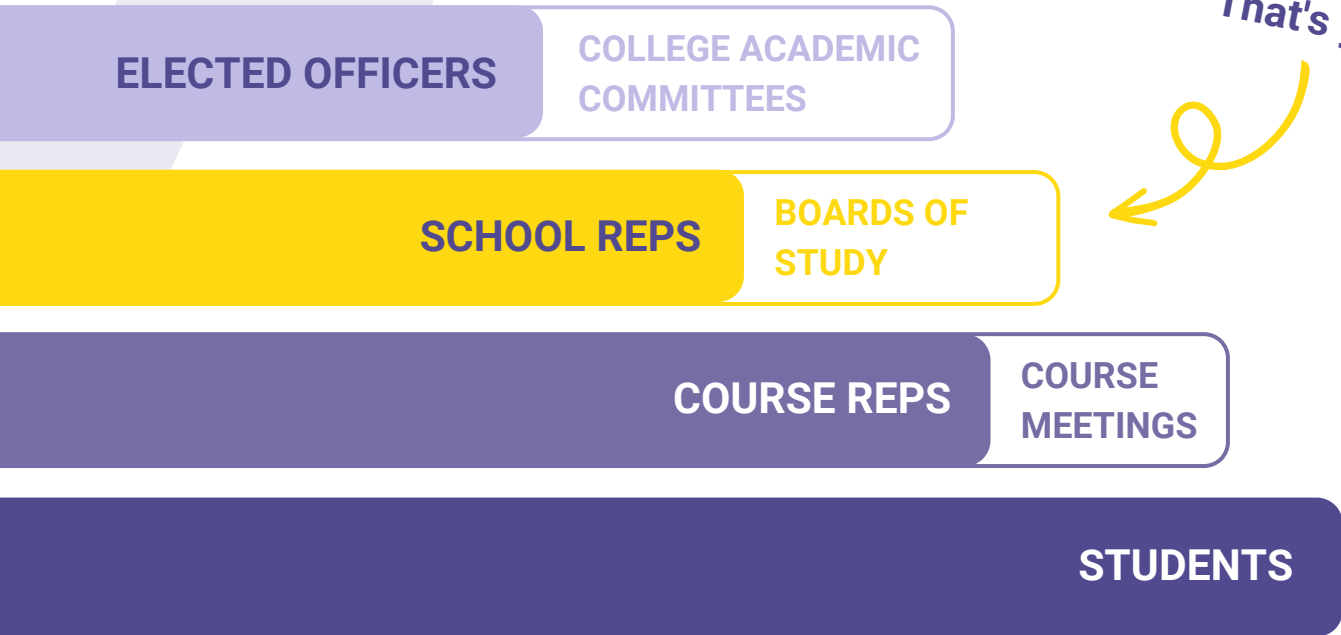 That's
ELECTED OFFICERS
COLLEGE ACADEMIC
COMMITTEES
SCHOOL REPS
BOARDS OF
STUDY
COURSE REPS
COURSE
MEETINGS
STUDENTS